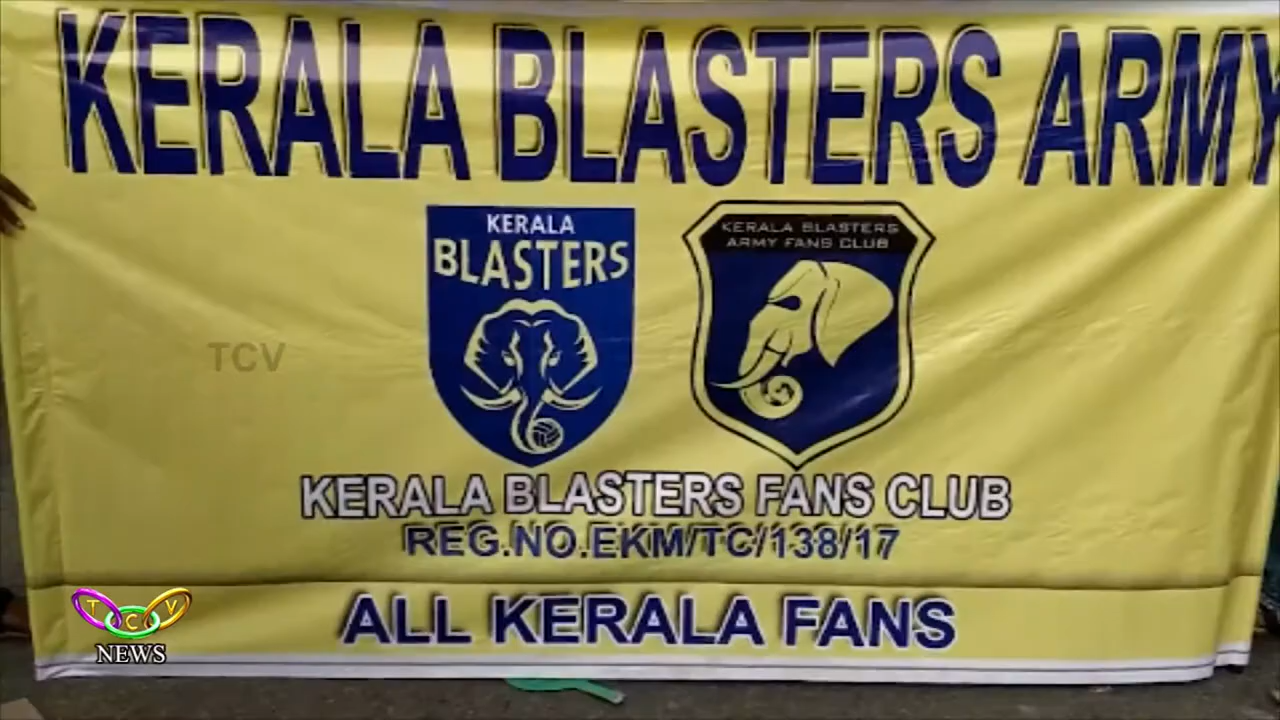 KERALA BLASTERS ARMY
KERALA
BLASTERS
KERALA BLASTERS
ARMY FANS CLUB
TCV
KERALA BLASTERS FANS CLUB
REG.NO.EKM/TC/138/17
ALL KERALA FANS
TCV
NEWS